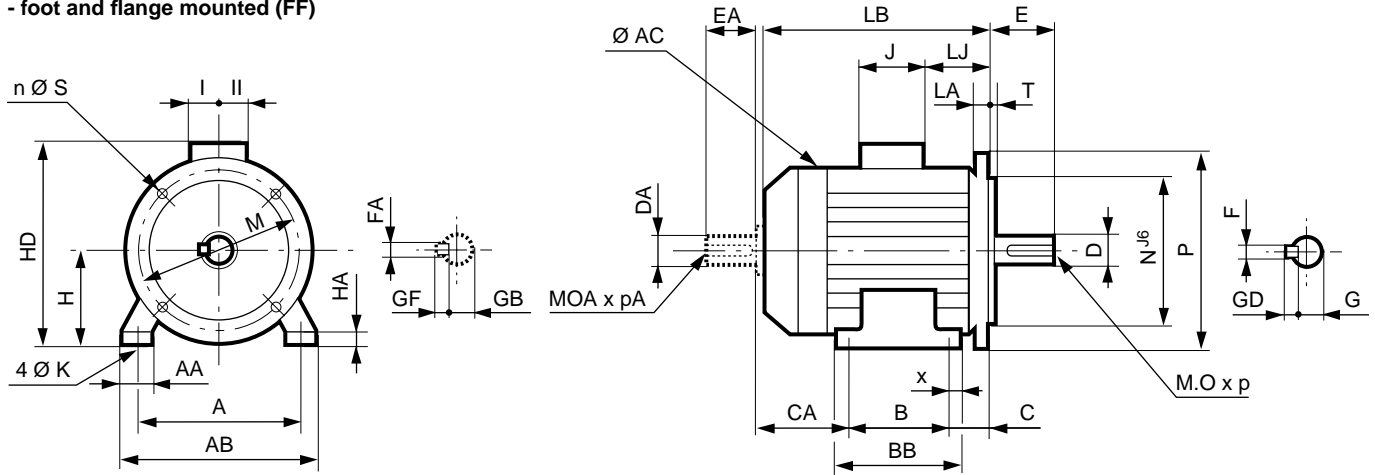 - foot and flange mounted (FF)
EA
LB
E
Ø AC
J
LJ
I
II
n Ø S
LA
T
HD
H
M
HA
FA
GF
GB
DA
MOA x pA
D
N J6
P
F
GD
G
4 Ø K
AA
A
AB
x
M.O x p
CA
B
C
BB